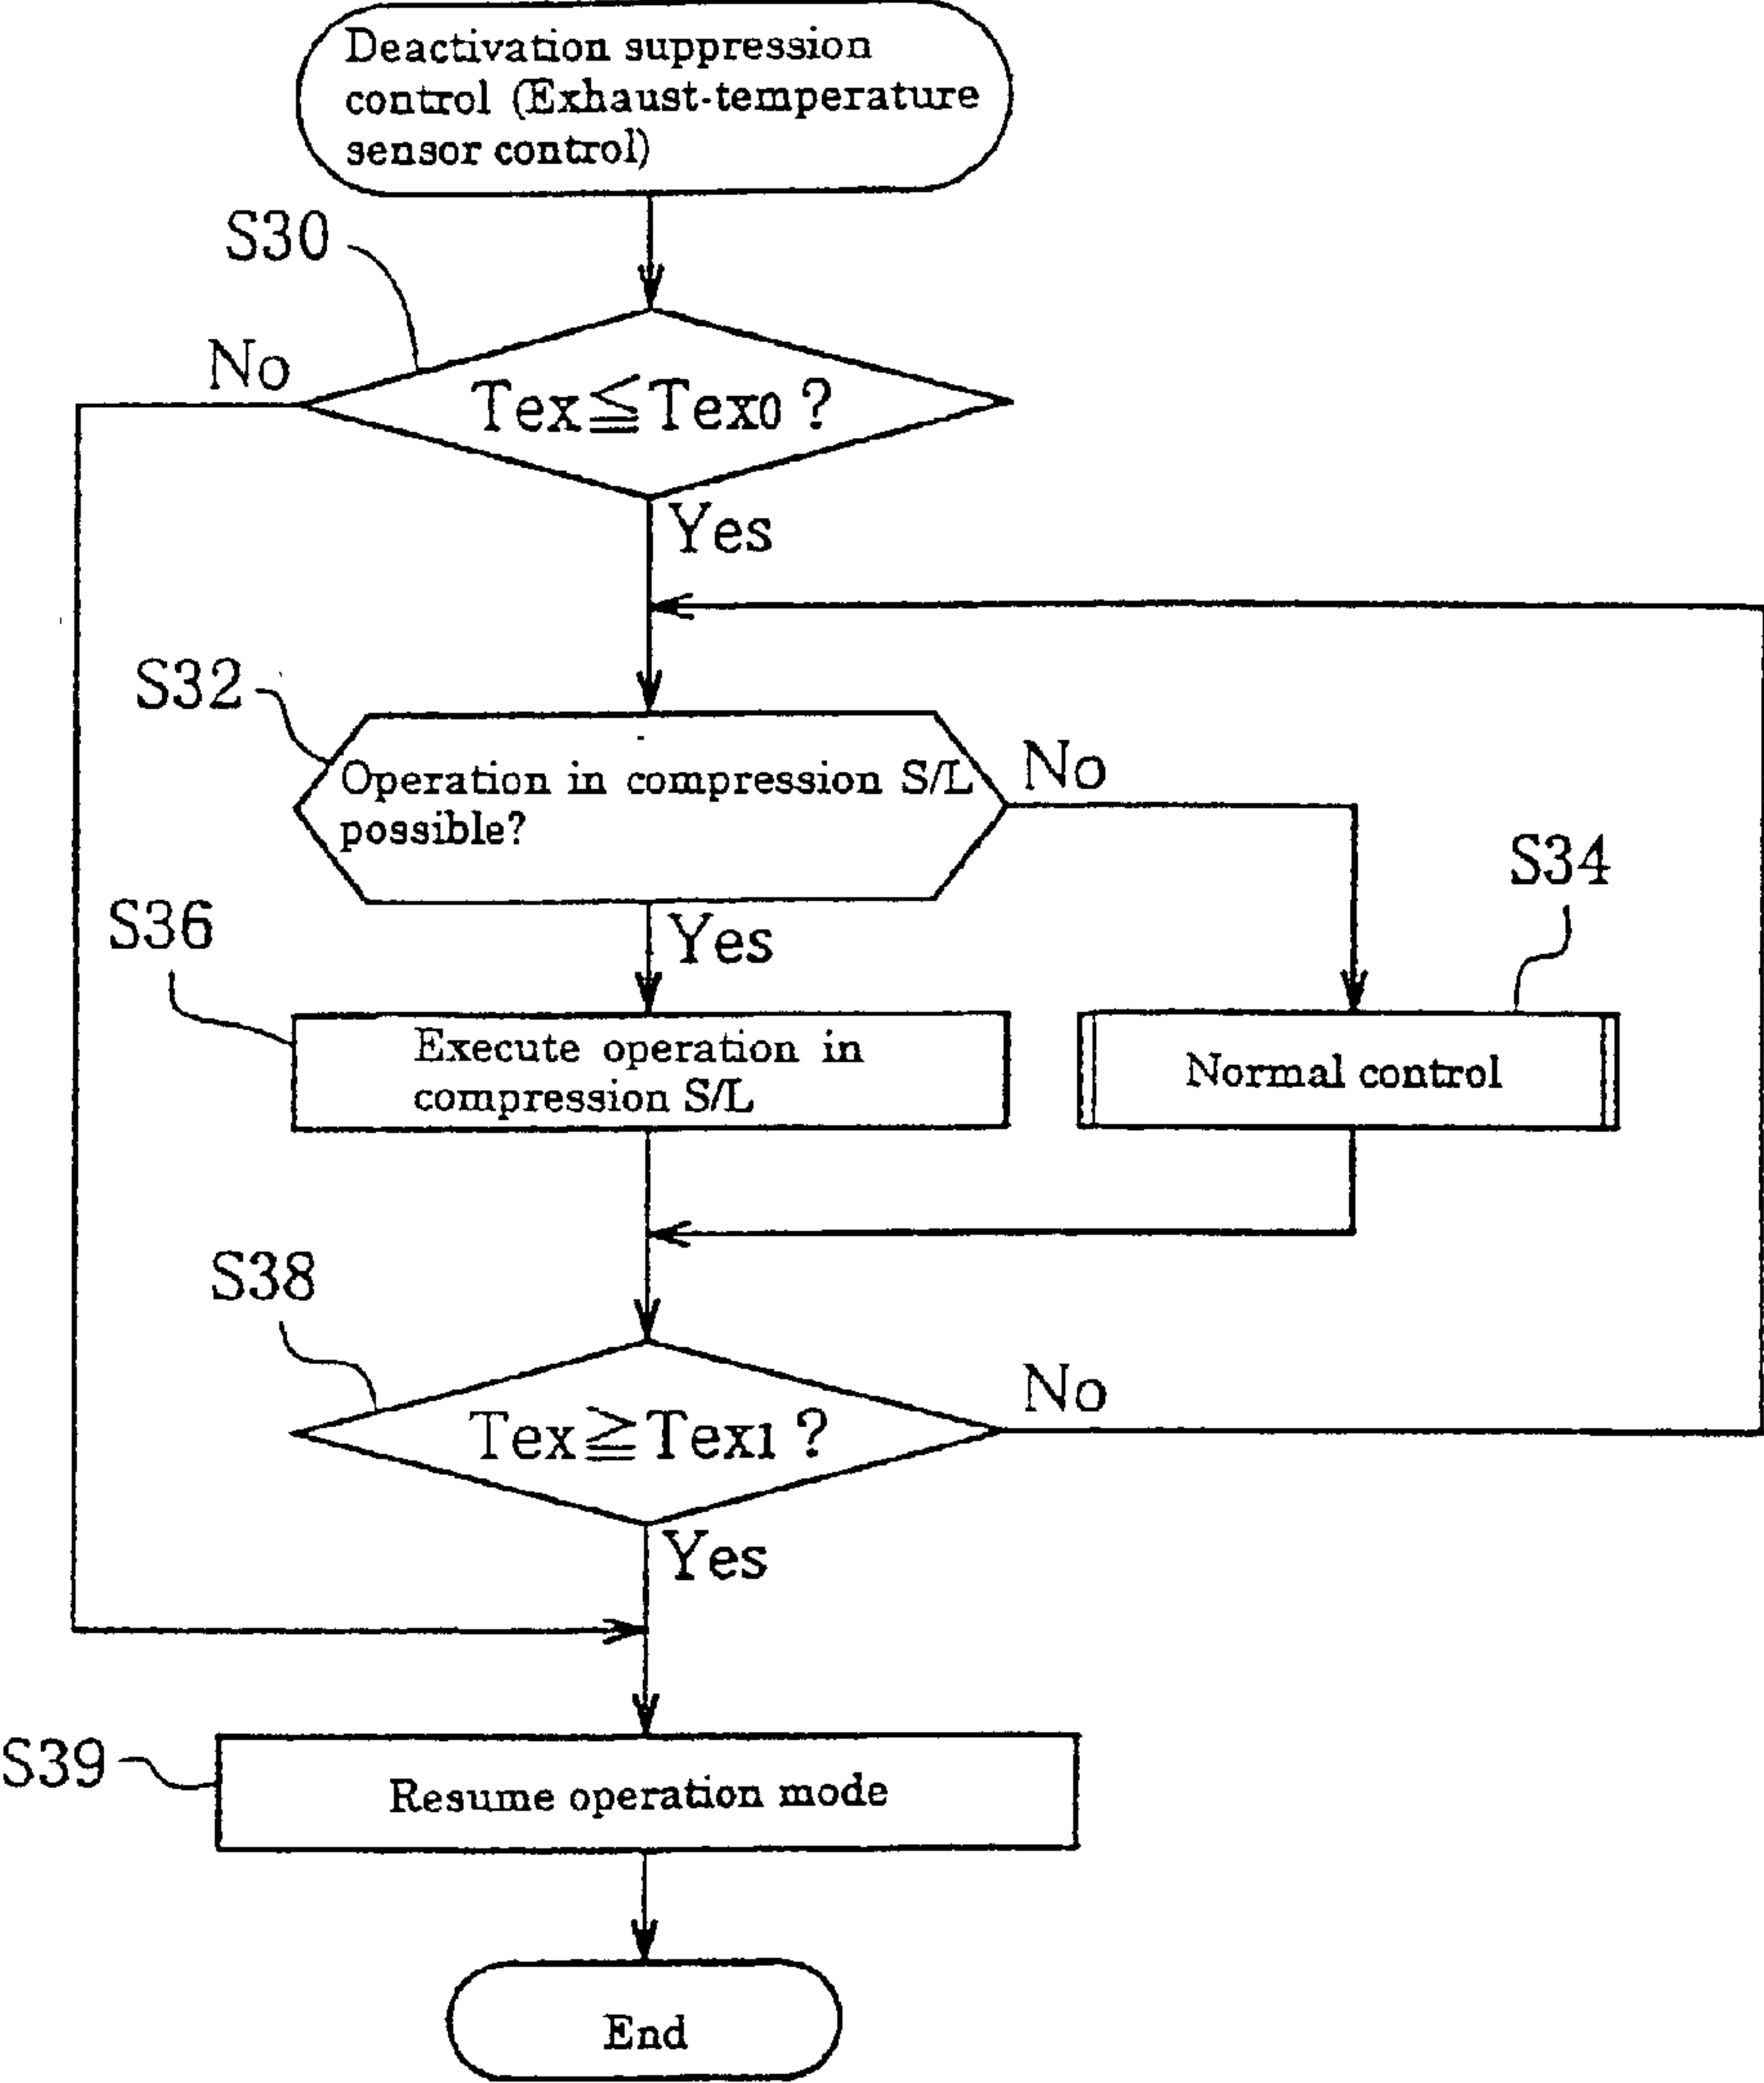 Deactivation suppression
control (Exhaust-temperature
sensor control)
S30
No
Tex≦Tex0 ?
Yes
S32
Operation in compression S/L
possible?
No
S34
S36
Yes
Execute operation in
compression S/L
Normal control
S38
Tex≧Tex1 ?
No
Yes
S39
Resume operation mode
End